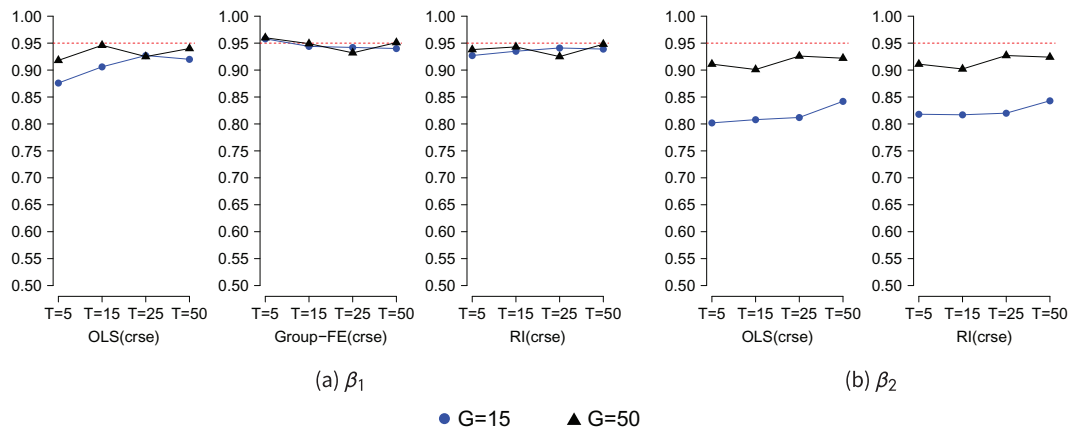 1.00 1.00 1.00 1.00 1.00
0.95 0.95 0.95 0.95 0.95
0.90 0.90 0.90 0.90 0.90
0.85 0.85 0.85 0.85 0.85
0.80 0.80 0.80 0.80 0.80
0.75 0.75 0.75 0.75 0.75
0.70 0.70 0.70 0.70 0.70
0.65 0.65 0.65 0.65 0.65
0.60 0.60 0.60 0.60 0.60
0.55 0.55 0.55 0.55 0.55
0.50 0.50 0.50 0.50 0.50
T=5 T=15 T=25 T=50 T=5 T=15 T=25 T=50 T=5 T=15 T=25 T=50 T=5 T=15 T=25 T=50 T=5 T=15 T=25 T=50
OLS(crse) Group−FE(crse) RI(crse) OLS(crse) RI(crse)
(a) β₁ (b) β₂
G=15 G=50